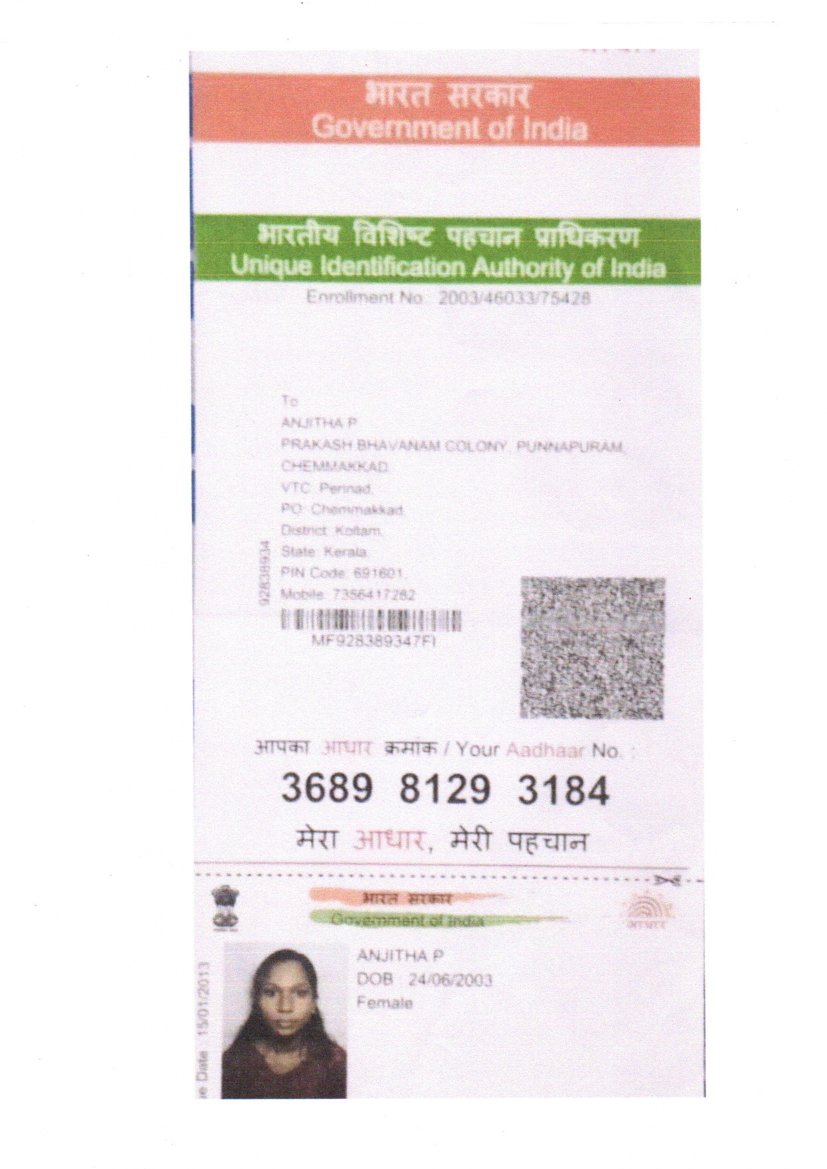 भारत सरकार
Government of India
भारतीय विशिष्ट पहचान प्राधिकरण
Unique Identification Authority of India
Enrollment No 2003/46033/75428
To
ANJITHA P
PRAKASH BHAVANAM COLONY, PUNNAPURAM,
CHEMMAKKAD,
VTC: Perinad,
PO: Chemmakkad,
District: Kollam,
State: Kerala,
PIN Code: 691601,
Mobile: 7356417282
92838934
MF928389347FI
आपका आधार क्रमांक / Your Aadhaar No. :
3689 8129 3184
मेरा आधार, मेरी पहचान
भारत सरकार
Government of India
आधार
ANJITHA P
DOB : 24/06/2003
Female
Date : 15/01/2013